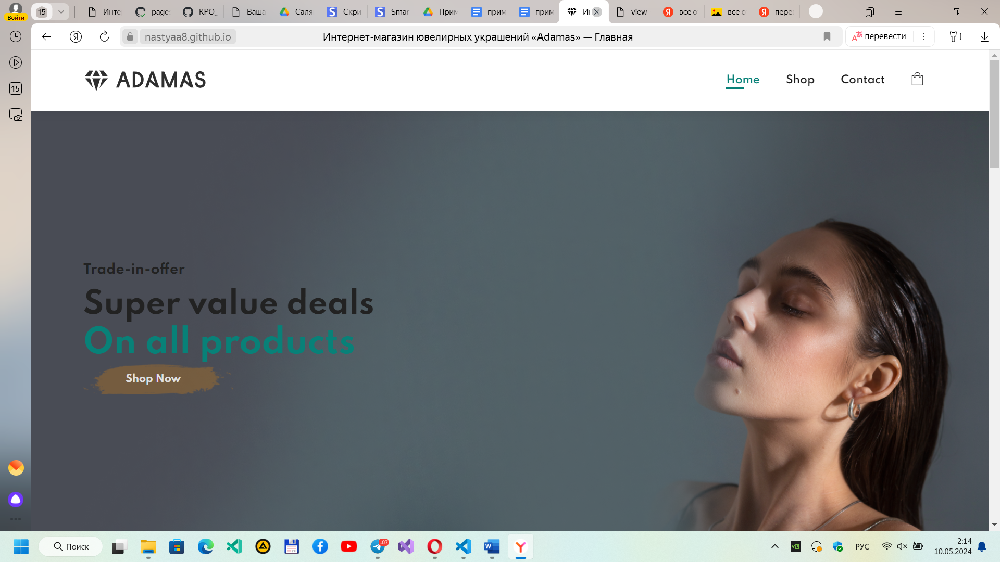 Войти
15
Инте
page
КРО_
Ваша
Саля
Скри
Smar
Прим
прим
прим
Ин
view-
все о
все о
пере
nastyaa8.github.io
Интернет-магазин ювелирных украшений «Adamas» — Главная
перевести
15
ADAMAS
Home
Shop
Contact
Trade-in-offer
Super value deals
On all products
Shop Now
Поиск
64
..07
РУС
2:14
10.05.2024